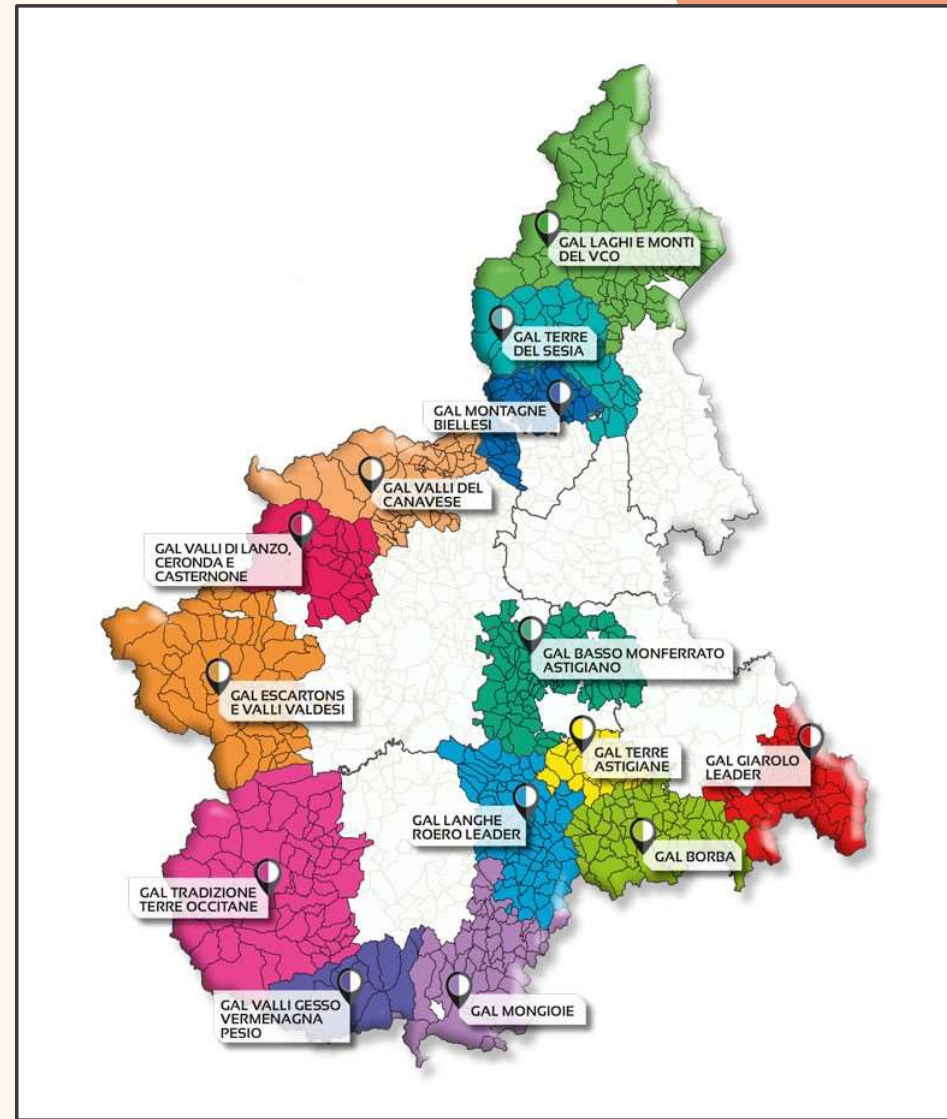 GAL LAGHI E MONTI
DEL VCO
GAL TERRE
DEL SESIA
GAL MONTAGNE
BIELLESI
GAL VALLI DEL
CANAVESE
GAL VALLI DI LANZO,
CERONDA E
CASTERNONE
GAL BASSO MONFERRATO
ASTIGIANO
GAL ESCARTONS
E VALLI VALDESI
GAL TERRE
ASTIGIANE
GAL GIAROLO
LEADER
GAL LANGHE
ROERO LEADER
GAL BORBA
GAL TRADIZIONE
TERRE OCCITANE
GAL VALLI GESSO
VERMENAGNA
PESIO
GAL MONGIOIE